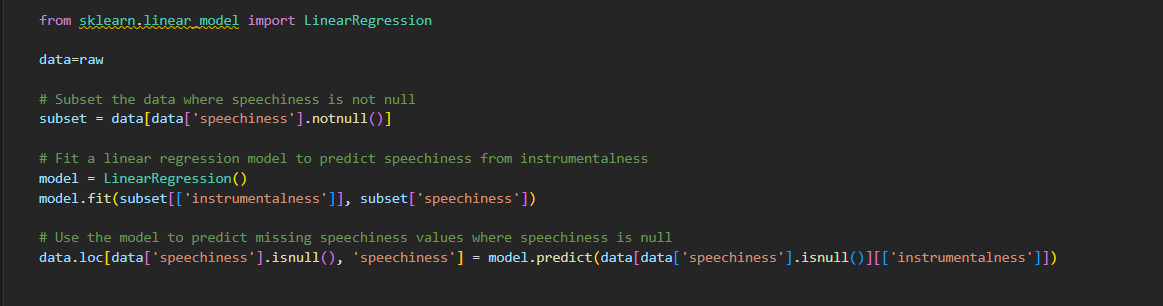 from sklearn.linear_model import LinearRegression
data=raw
# Subset the data where speechiness is not null
subset = data[data['speechiness'].notnull()]
# Fit a linear regression model to predict speechiness from instrumentalness
model = LinearRegression()
model.fit(subset[['instrumentalness']], subset['speechiness'])
# Use the model to predict missing speechiness values where speechiness is null
data.loc[data['speechiness'].isnull(), 'speechiness'] = model.predict(data[data['speechiness'].isnull()][['instrumentalness']])